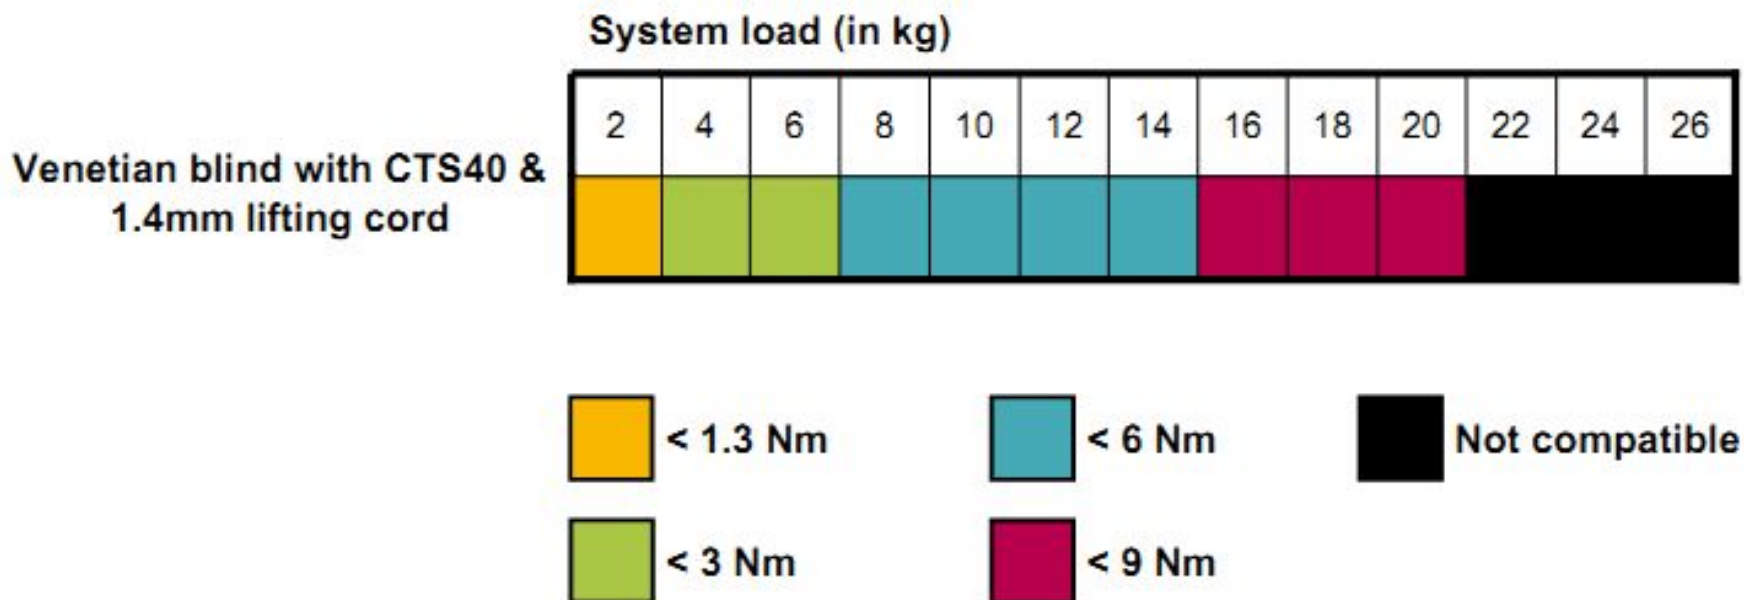 System load (in kg)
2 4 6 8 10 12 14 16 18 20 22 24 26
Venetian blind with CTS40 &
1.4mm lifting cord
< 1.3 Nm < 6 Nm Not compatible
< 3 Nm < 9 Nm